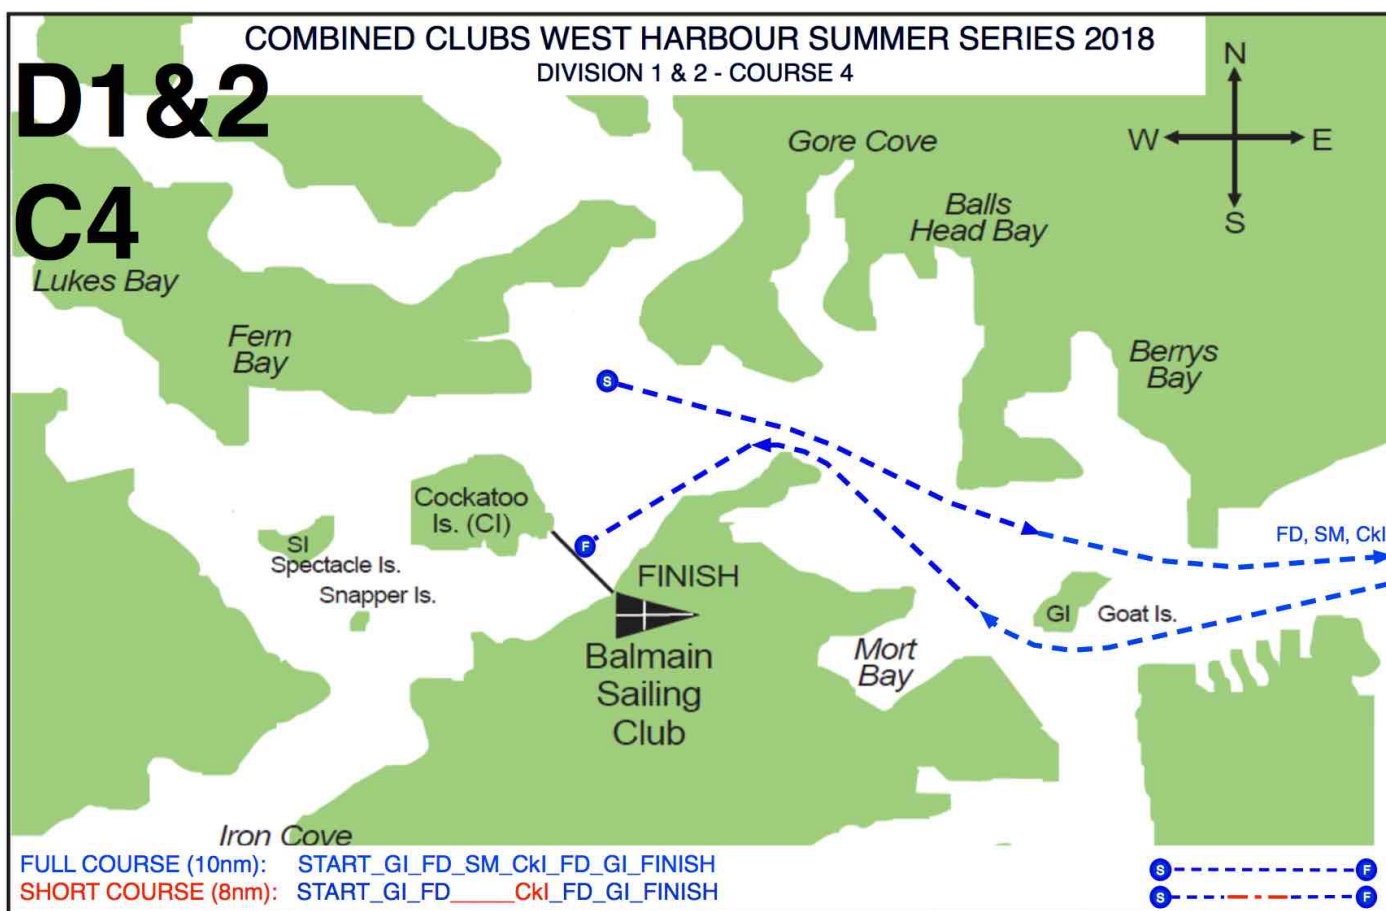 COMBINED CLUBS WEST HARBOUR SUMMER SERIES 2018
DIVISION 1 & 2 - COURSE 4
D1&2
C4
N
W
E
S
Gore Cove
Balls
Head Bay
Lukes Bay
Fern
Bay
Berrys
Bay
S
Cockatoo
Is. (CI)
SI
Spectacle Is.
Snapper Is.
F
FINISH
FD, SM, CkI
GI
Goat Is.
Balmain
Sailing
Club
Mort
Bay
Iron Cove
FULL COURSE (10nm): START_GI_FD_SM_CkI_FD_GI_FINISH
S F
SHORT COURSE (8nm): START_GI_FD_____CkI_FD_GI_FINISH
S F